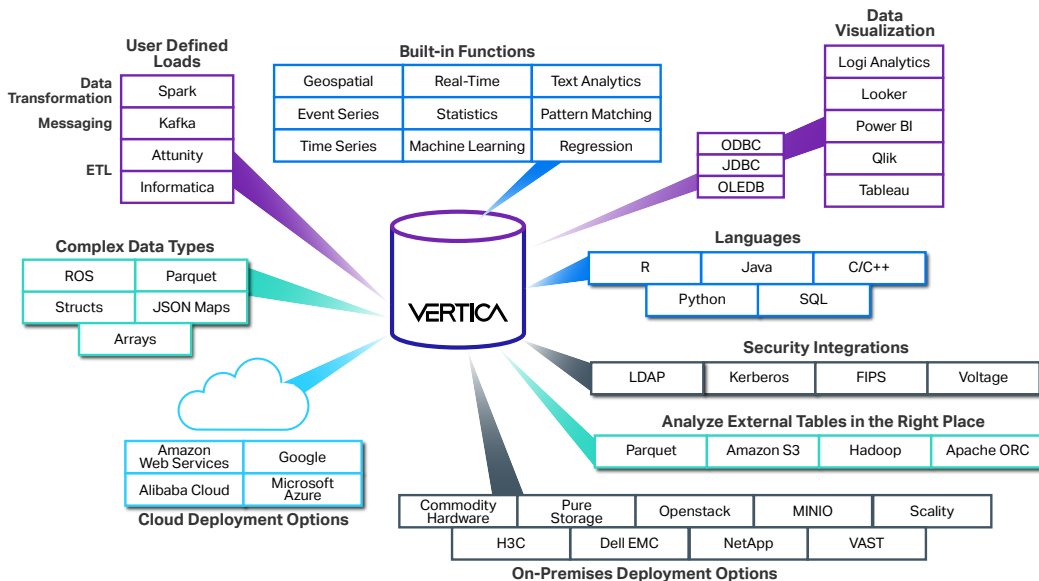 User Defined
Loads
Data
Transformation
Messaging
ETL
Spark
Kafka
Attunity
Informatica
Built-in Functions
Geospatial
Real-Time
Text Analytics
Event Series
Statistics
Pattern Matching
Time Series
Machine Learning
Regression
Data
Visualization
Logi Analytics
Looker
Power BI
Qlik
Tableau
ODBC
JDBC
OLEDB
Complex Data Types
ROS
Parquet
Structs
JSON Maps
Arrays
VERTICA
Languages
R
Java
C/C++
Python
SQL
Security Integrations
LDAP
Kerberos
FIPS
Voltage
Analyze External Tables in the Right Place
Parquet
Amazon S3
Hadoop
Apache ORC
Amazon
Web Services
Google
Alibaba Cloud
Microsoft
Azure
Cloud Deployment Options
Commodity
Hardware
Pure
Storage
Openstack
MINIO
Scality
H3C
Dell EMC
NetApp
VAST
On-Premises Deployment Options